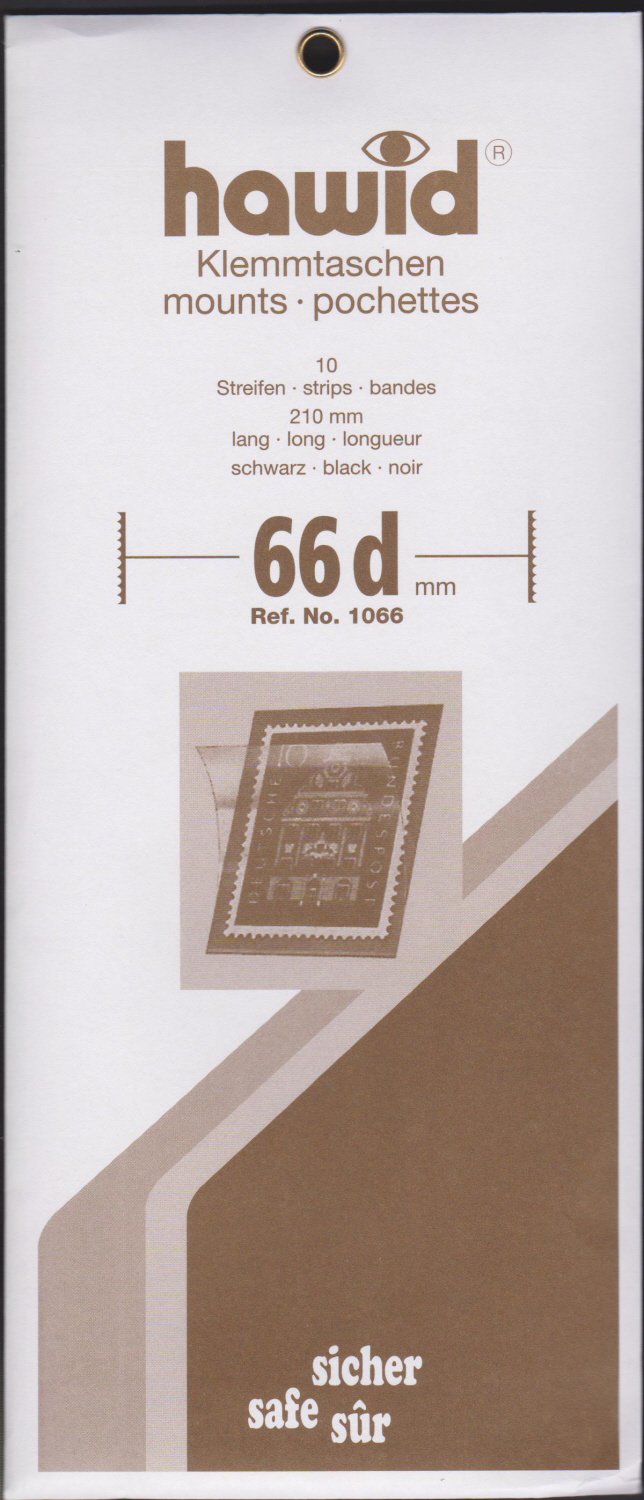 hawid ®
Klemmtaschen
mounts · pochettes
10
Streifen · strips · bandes
210 mm
lang · long · longueur
schwarz · black · noir
66 d mm
Ref. No. 1066
10
DEUTSCHE
BUNDESPOST
sicher
safe sûr